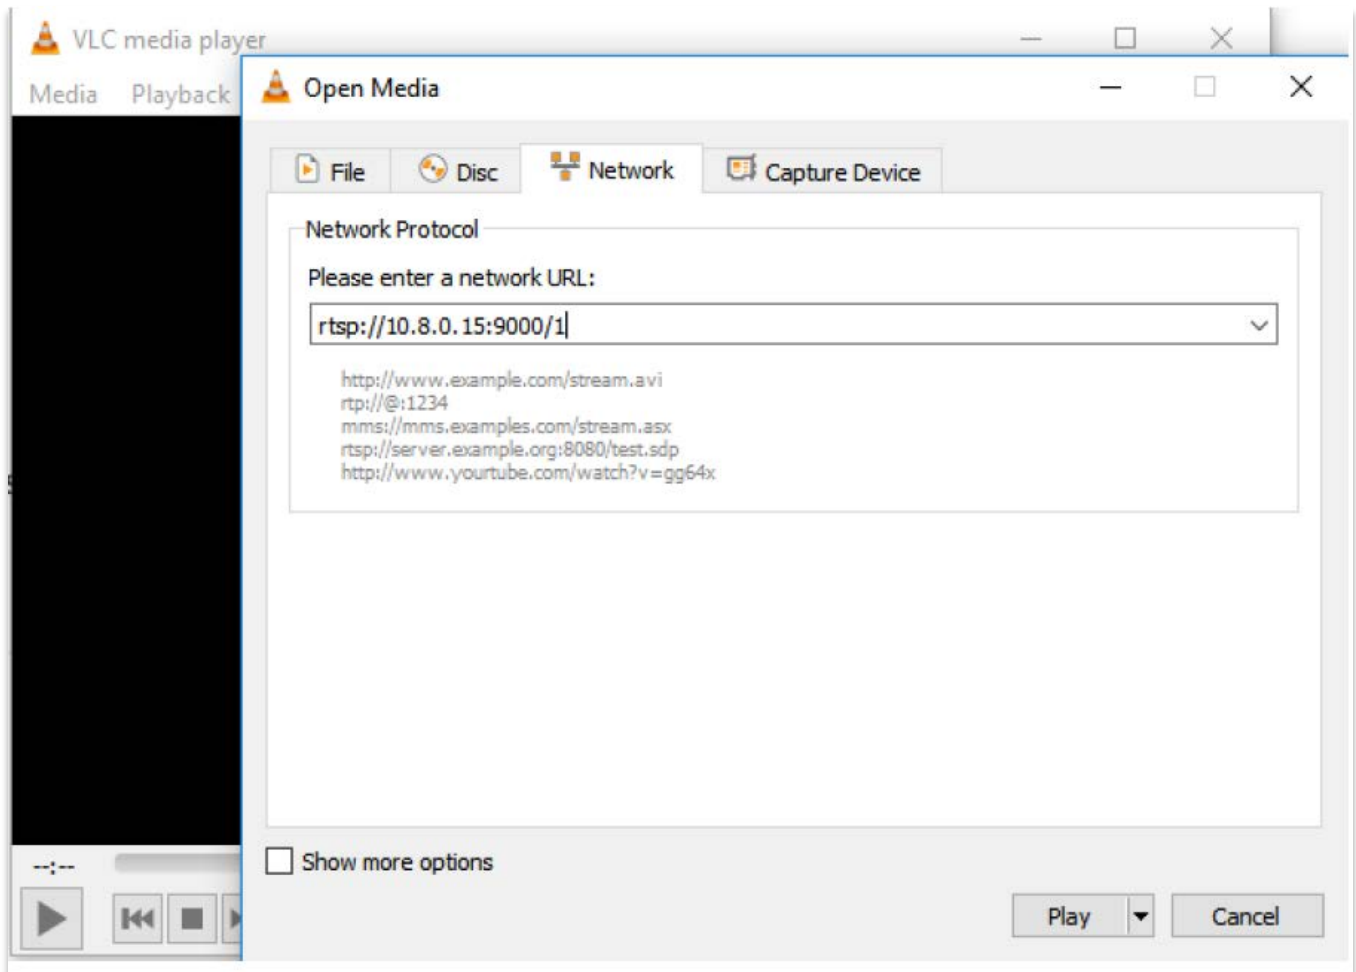 VLC media player
Media Playback
Open Media
File Disc Network Capture Device
Network Protocol
Please enter a network URL:
rtsp://10.8.0.15:9000/1
http://www.example.com/stream.avi
rtp://@:1234
mms://mms.examples.com/stream.asx
rtsp://server.example.org:8080/test.sdp
http://www.yourtube.com/watch?v=gg64x
--:--
Show more options
Play Cancel